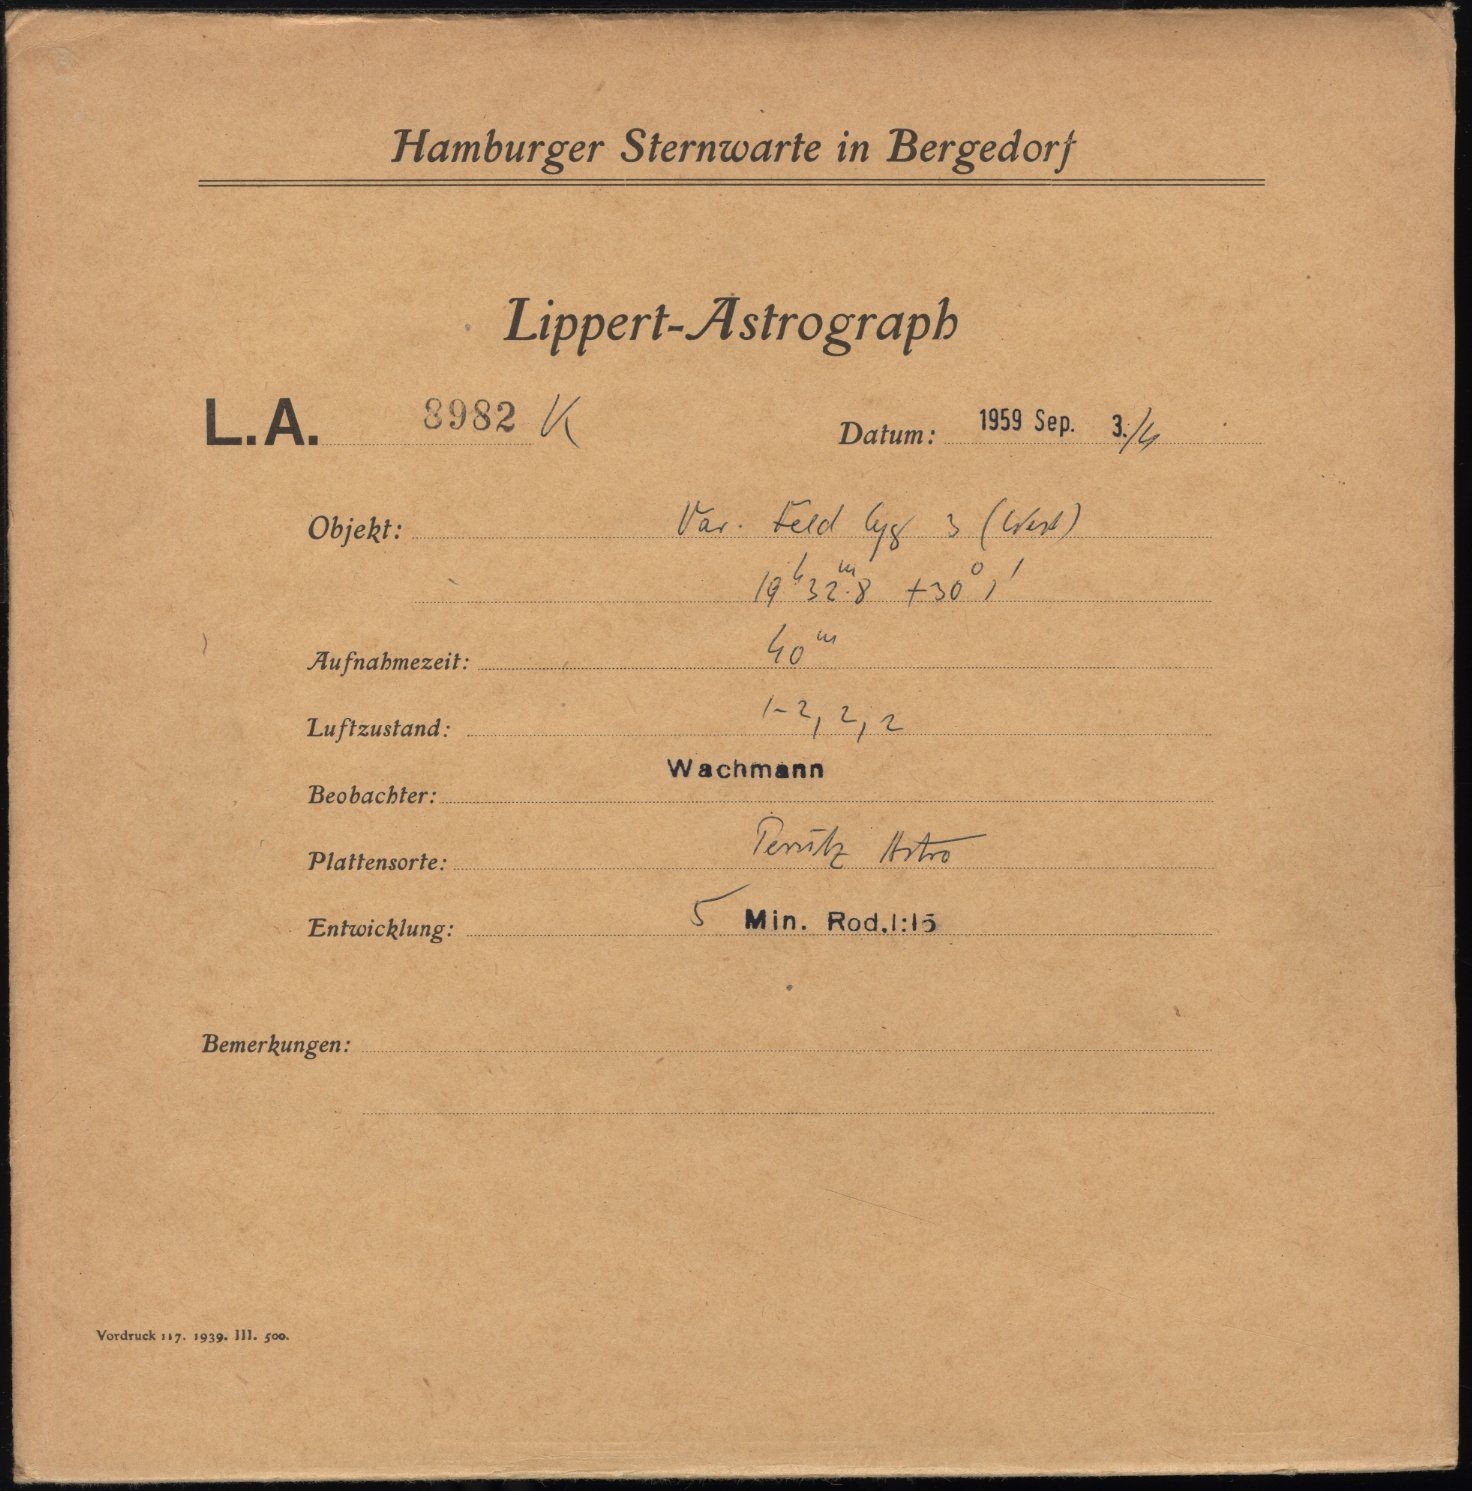 Hamburger Sternwarte in Bergedorf
Lippert-Astrograph
L.A. 8982 K Datum: 1959 Sep. 3./4
Objekt: Var. Feld Cyg 3 (West)
19ʰ32ᵐ.8 +30° 1'
Aufnahmezeit: 40ᵐ
Luftzustand: 1-2, 2, 2
Beobachter: Wachmann
Plattensorte: Perutz Astro
Entwicklung: 5 Min. Rod.1:15
Bemerkungen:
Vordruck 117. 1939. III. 500.